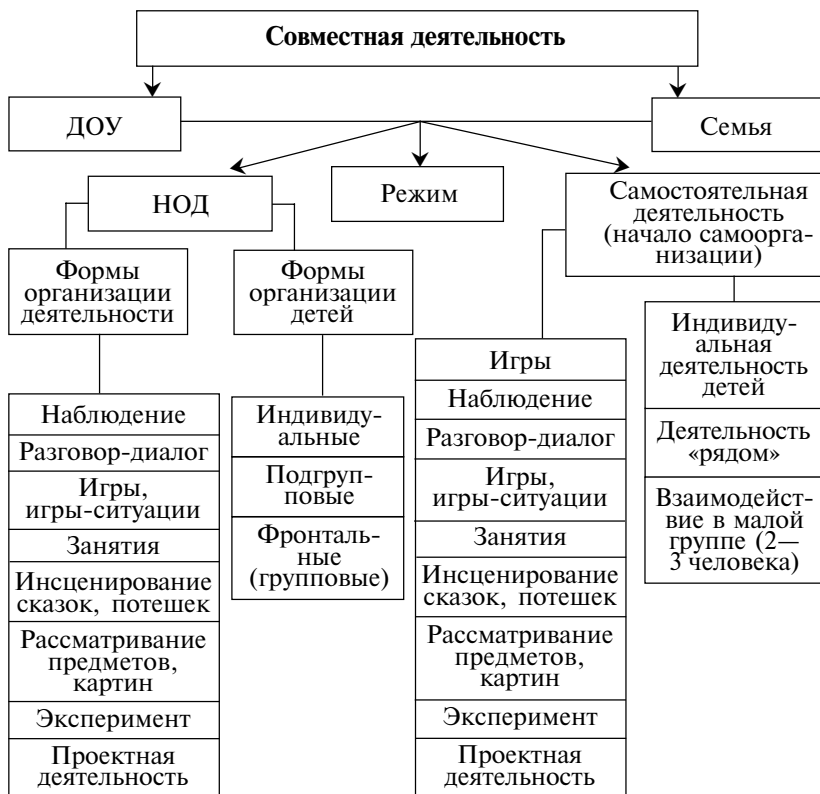 Совместная деятельность
ДОУ
Семья
НОД
Режим
Самостоятельная
деятельность
(начало самоорга-
низации)
Формы
организации
деятельности
Формы
организации
детей
Наблюдение
Разговор-диалог
Игры,
игры-ситуации
Занятия
Инсценирование
сказок, потешек
Рассматривание
предметов,
картин
Эксперимент
Проектная
деятельность
Индивиду-
альные
Подгруп-
повые
Фронталь-
ные
(групповые)
Игры
Наблюдение
Разговор-диалог
Игры,
игры-ситуации
Занятия
Инсценирование
сказок, потешек
Рассматривание
предметов,
картин
Эксперимент
Проектная
деятельность
Индивиду-
альная
деятельность
детей
Деятельность
«рядом»
Взаимодейст-
вие в малой
группе (2—
3 человека)